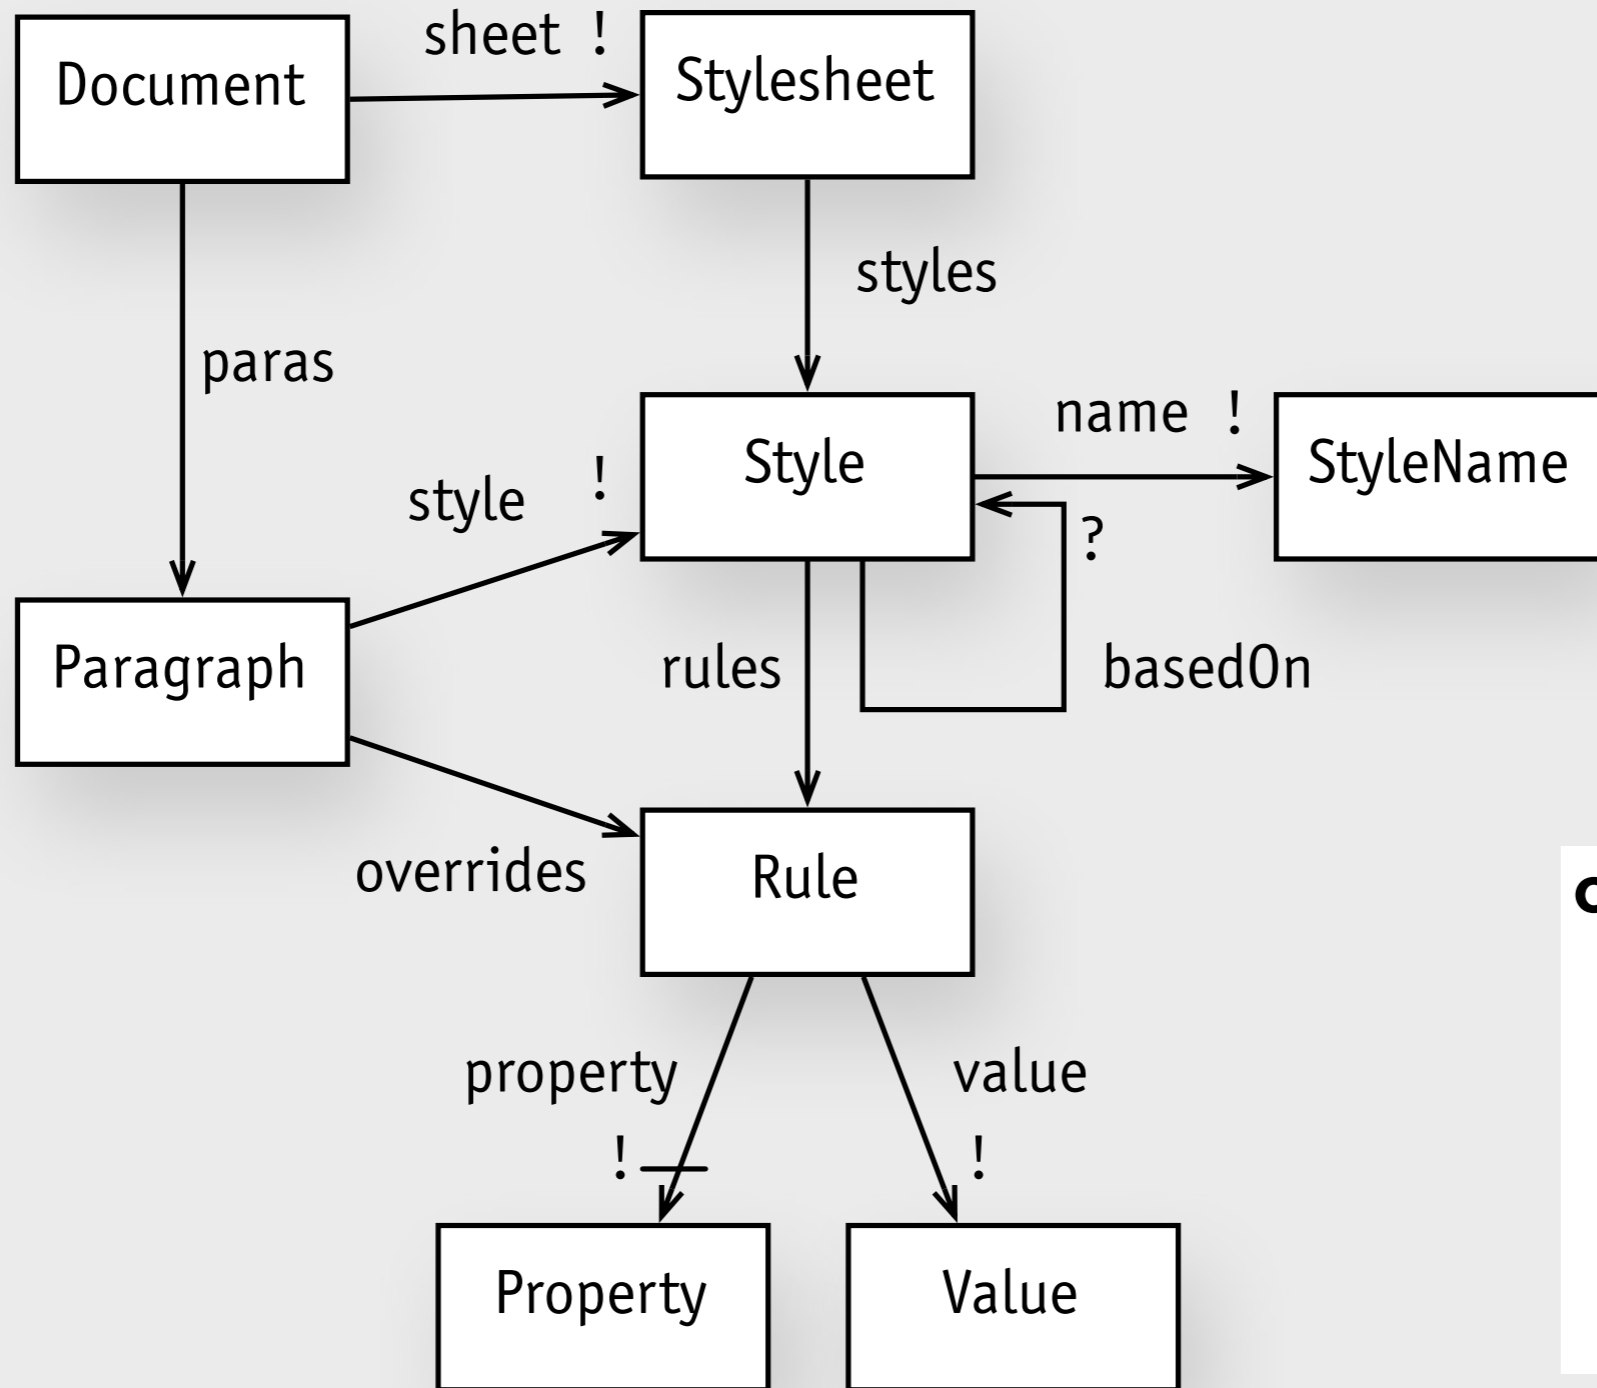 sheet !
Document
Stylesheet
styles
paras
name !
Style
StyleName
style !
?
Paragraph
rules
basedOn
overrides
Rule
property
value
!
!
Property
Value